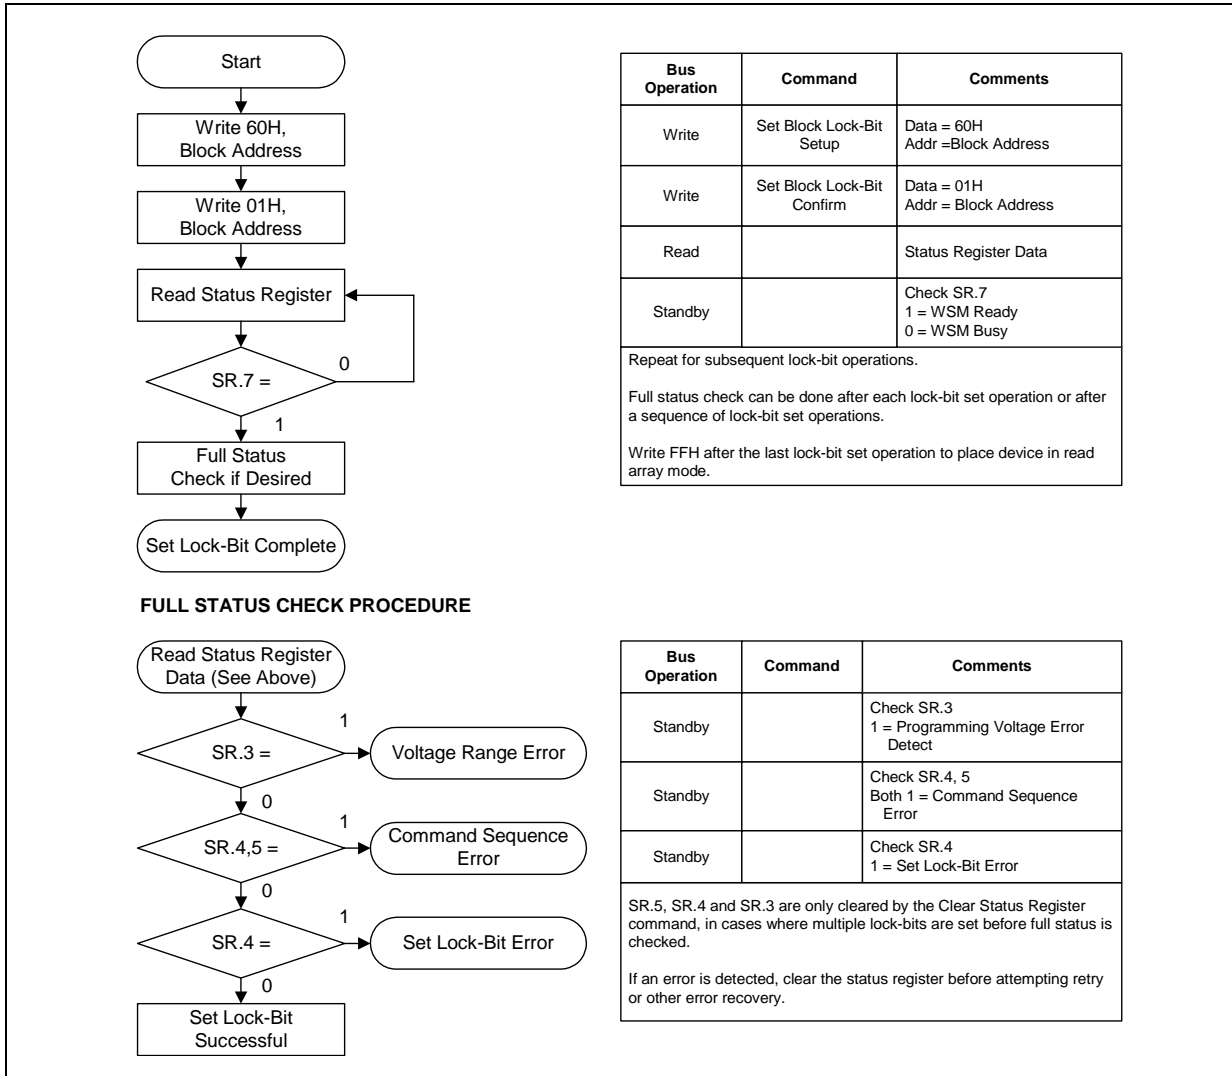 Start
Write 60H,
Block Address
Write 01H,
Block Address
Read Status Register
SR.7 =
0
1
Full Status
Check if Desired
Set Lock-Bit Complete
Bus
Operation
Command
Comments
Write
Set Block Lock-Bit
Setup
Data = 60H
Addr =Block Address
Write
Set Block Lock-Bit
Confirm
Data = 01H
Addr = Block Address
Read
Status Register Data
Standby
Check SR.7
1 = WSM Ready
0 = WSM Busy
Repeat for subsequent lock-bit operations.
Full status check can be done after each lock-bit set operation or after
a sequence of lock-bit set operations.
Write FFH after the last lock-bit set operation to place device in read
array mode.
FULL STATUS CHECK PROCEDURE
Read Status Register
Data (See Above)
SR.3 =
1
Voltage Range Error
0
SR.4,5 =
1
Command Sequence
Error
0
SR.4 =
1
Set Lock-Bit Error
0
Set Lock-Bit
Successful
Bus
Operation
Command
Comments
Standby
Check SR.3
1 = Programming Voltage Error
Detect
Standby
Check SR.4, 5
Both 1 = Command Sequence
Error
Standby
Check SR.4
1 = Set Lock-Bit Error
SR.5, SR.4 and SR.3 are only cleared by the Clear Status Register
command, in cases where multiple lock-bits are set before full status is
checked.
If an error is detected, clear the status register before attempting retry
or other error recovery.